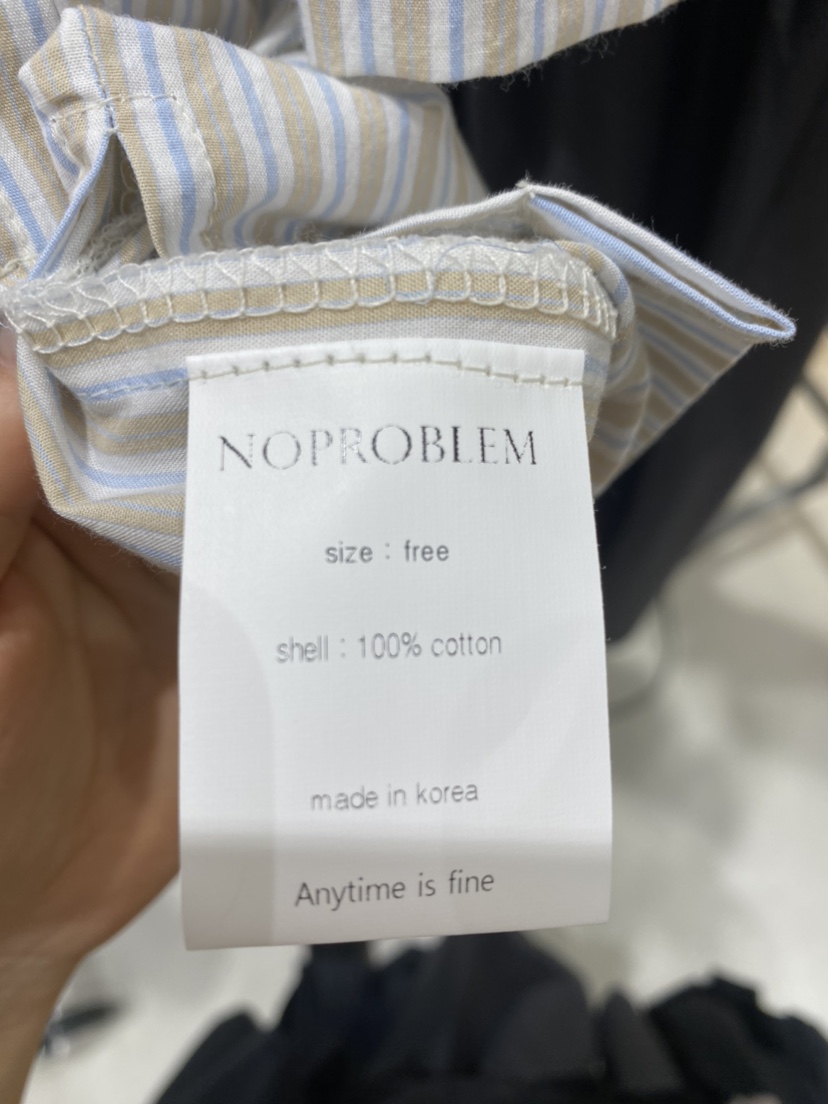 NOPROBLEM
size : free
shell : 100% cotton
made in korea
Anytime is fine